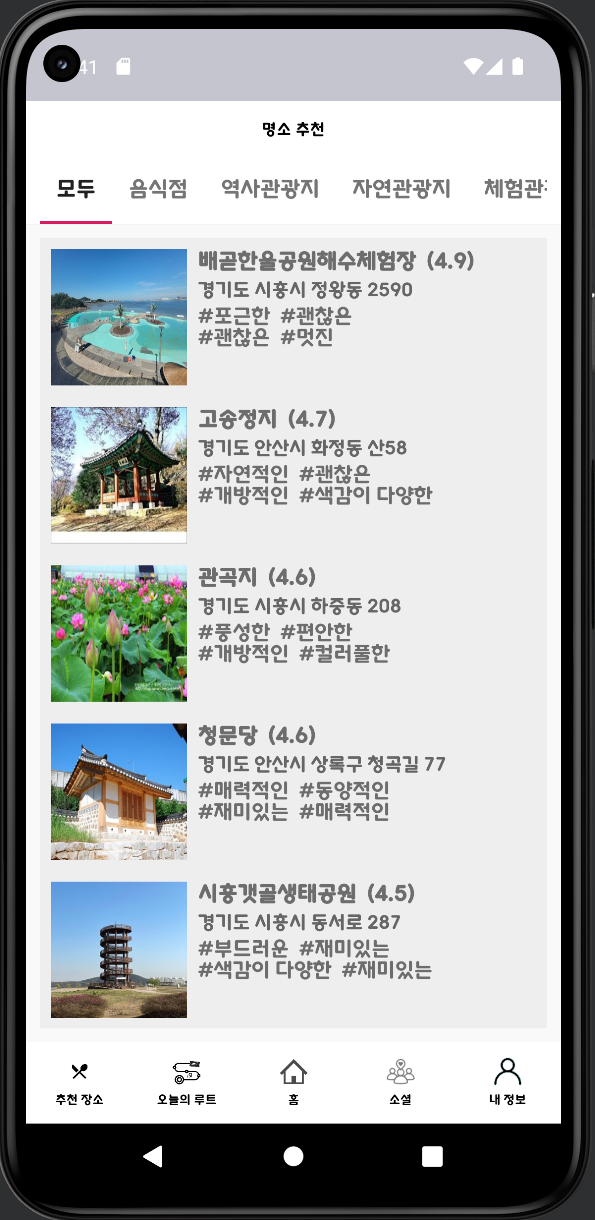 41
명소 추천
모두 음식점 역사관광지 자연관광지 체험관
배곧한울공원해수체험장 (4.9)
경기도 시흥시 정왕동 2590
#포근한 #괜찮은
#괜찮은 #멋진
고송정지 (4.7)
경기도 안산시 화정동 산58
#자연적인 #괜찮은
#개방적인 #색감이 다양한
관곡지 (4.6)
경기도 시흥시 하중동 208
#풍성한 #편안한
#개방적인 #컬러풀한
청문당 (4.6)
경기도 안산시 상록구 청곡길 77
#매력적인 #동양적인
#재미있는 #매력적인
시흥갯골생태공원 (4.5)
경기도 시흥시 동서로 287
#부드러운 #재미있는
#색감이 다양한 #재미있는
추천 장소 오늘의 루트 홈 소셜 내 정보